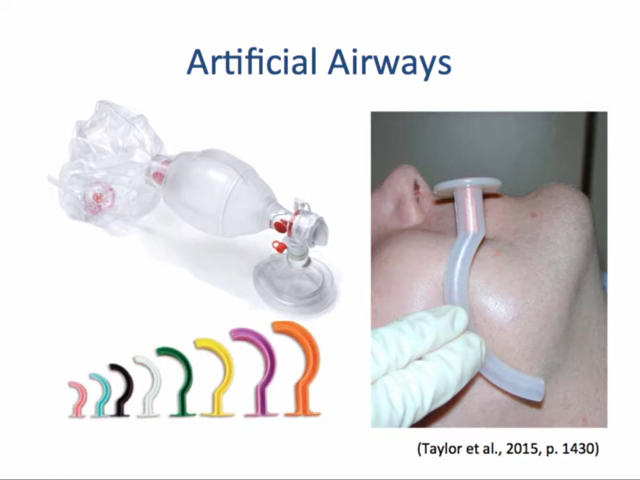 Artificial Airways
(Taylor et al., 2015, p. 1430)